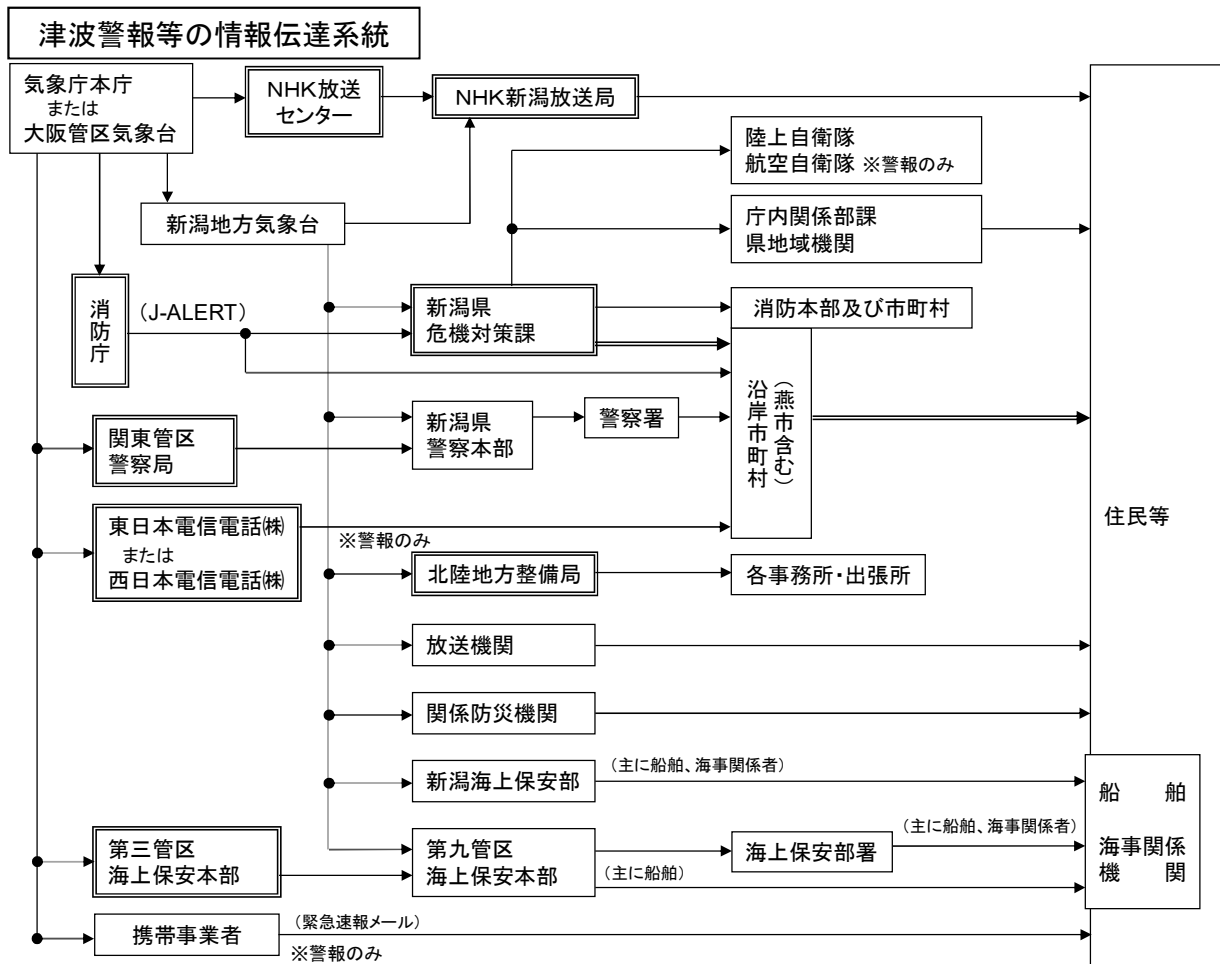 津波警報等の情報伝達系統
気象庁本庁
または
大阪管区気象台
NHK放送
センター
NHK新潟放送局
陸上自衛隊
航空自衛隊 ※警報のみ
新潟地方気象台
庁内関係部課
県地域機関
消防庁
(J-ALERT)
新潟県
危機対策課
消防本部及び市町村
沿岸市町村
(燕市含む)
関東管区
警察局
新潟県
警察本部
警察署
住民等
東日本電信電話㈱
または
西日本電信電話㈱
※警報のみ
北陸地方整備局
各事務所・出張所
放送機関
関係防災機関
新潟海上保安部
(主に船舶、海事関係者)
船舶
海事関係
機関
第三管区
海上保安本部
第九管区
海上保安本部
海上保安部署
(主に船舶、海事関係者)
(主に船舶)
携帯事業者
(緊急速報メール)
※警報のみ